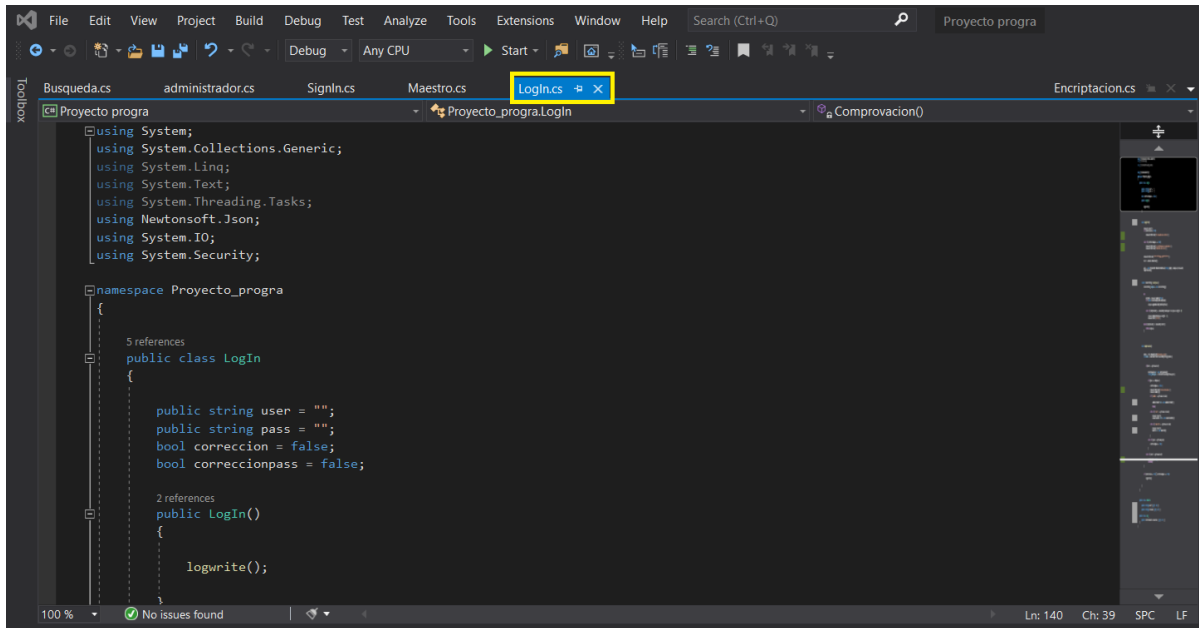 File Edit View Project Build Debug Test Analyze Tools Extensions Window Help Search (Ctrl+Q) Proyecto progra
Debug Any CPU Start
Toolbox
Busqueda.cs administrador.cs SignIn.cs Maestro.cs LogIn.cs Encriptacion.cs
C# Proyecto progra Proyecto_progra.LogIn Comprovacion()
using System;
using System.Collections.Generic;
using System.Linq;
using System.Text;
using System.Threading.Tasks;
using Newtonsoft.Json;
using System.IO;
using System.Security;
namespace Proyecto_progra
{
5 references
public class LogIn
{
public string user = "";
public string pass = "";
bool correccion = false;
bool correccionpass = false;
2 references
public LogIn()
{
logwrite();
}
100 % No issues found Ln: 140 Ch: 39 SPC LF